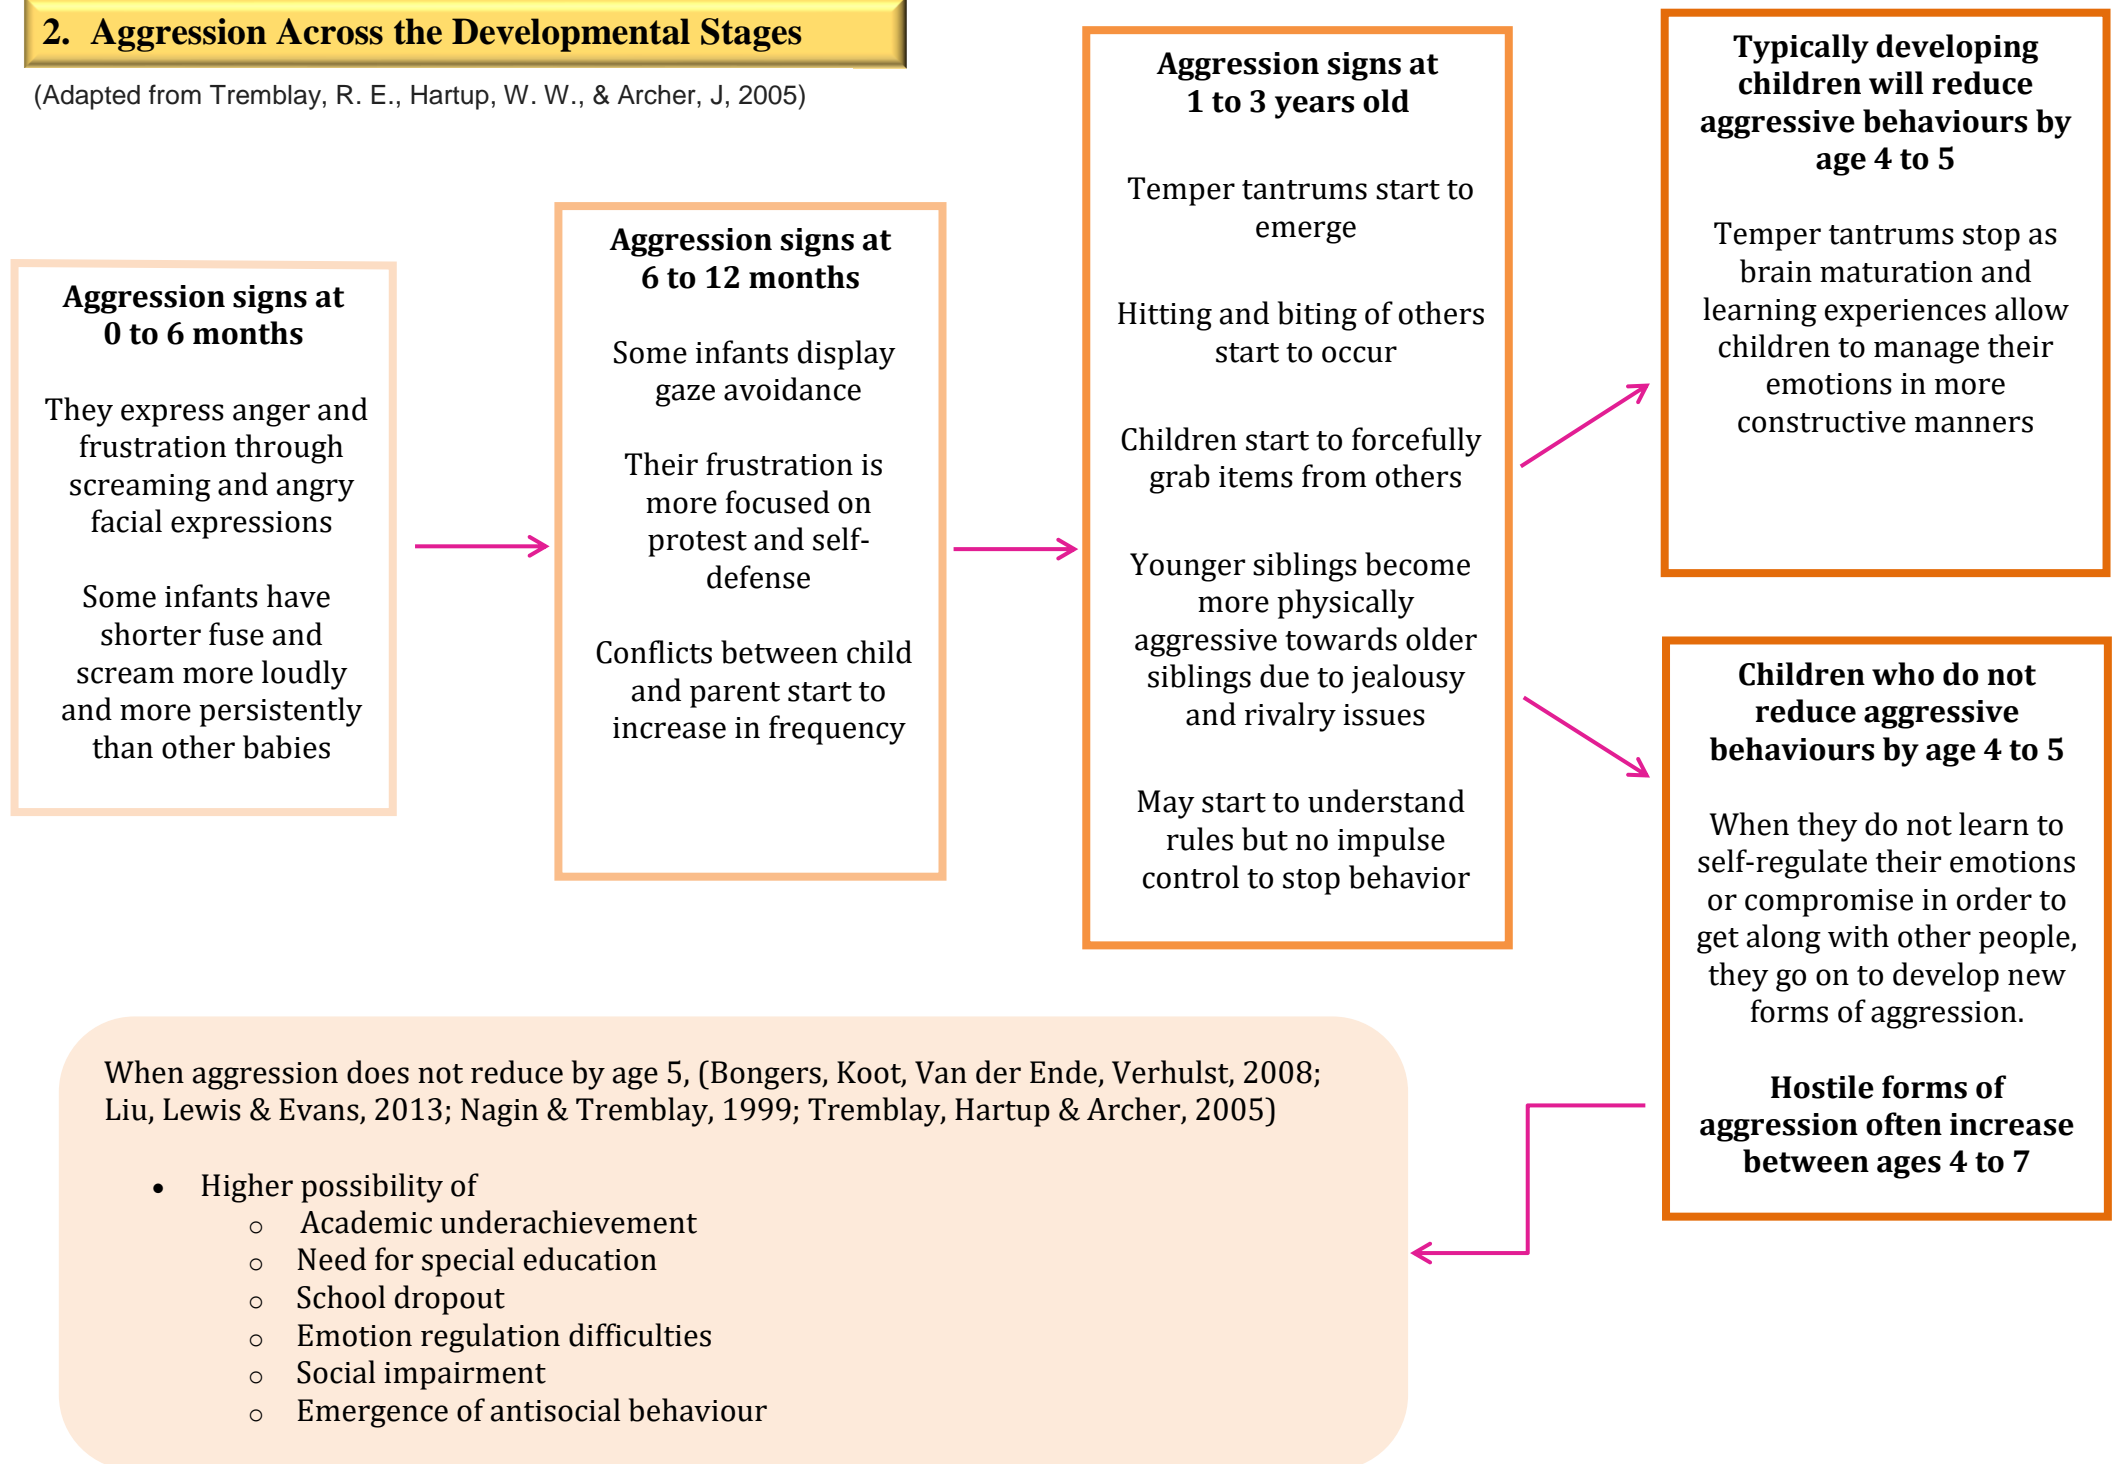 2. Aggression Across the Developmental Stages
(Adapted from Tremblay, R. E., Hartup, W. W., & Archer, J, 2005)
Aggression signs at
0 to 6 months
They express anger and
frustration through
screaming and angry
facial expressions
Some infants have
shorter fuse and
scream more loudly
and more persistently
than other babies
Aggression signs at
6 to 12 months
Some infants display
gaze avoidance
Their frustration is
more focused on
protest and self-
defense
Conflicts between child
and parent start to
increase in frequency
Aggression signs at
1 to 3 years old
Temper tantrums start to
emerge
Hitting and biting of others
start to occur
Children start to forcefully
grab items from others
Younger siblings become
more physically
aggressive towards older
siblings due to jealousy
and rivalry issues
May start to understand
rules but no impulse
control to stop behavior
Typically developing
children will reduce
aggressive behaviours by
age 4 to 5
Temper tantrums stop as
brain maturation and
learning experiences allow
children to manage their
emotions in more
constructive manners
Children who do not
reduce aggressive
behaviours by age 4 to 5
When they do not learn to
self-regulate their emotions
or compromise in order to
get along with other people,
they go on to develop new
forms of aggression.
Hostile forms of
aggression often increase
between ages 4 to 7
When aggression does not reduce by age 5, (Bongers, Koot, Van der Ende, Verhulst, 2008;
Liu, Lewis & Evans, 2013; Nagin & Tremblay, 1999; Tremblay, Hartup & Archer, 2005)
• Higher possibility of
o Academic underachievement
o Need for special education
o School dropout
o Emotion regulation difficulties
o Social impairment
o Emergence of antisocial behaviour